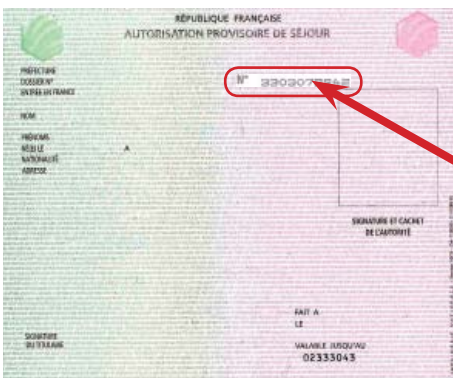 RÉPUBLIQUE FRANÇAISE
AUTORISATION PROVISOIRE DE SÉJOUR
PRÉFECTURE
DOSSIER N°
ENTRÉE EN FRANCE
N°
NOM
PRÉNOMS
NÉ(E) LE A
NATIONALITÉ
ADRESSE
SIGNATURE ET CACHET
DE L'AUTORITÉ
FAIT A
LE
SIGNATURE
DU TITULAIRE
VALABLE JUSQU'AU
02333043